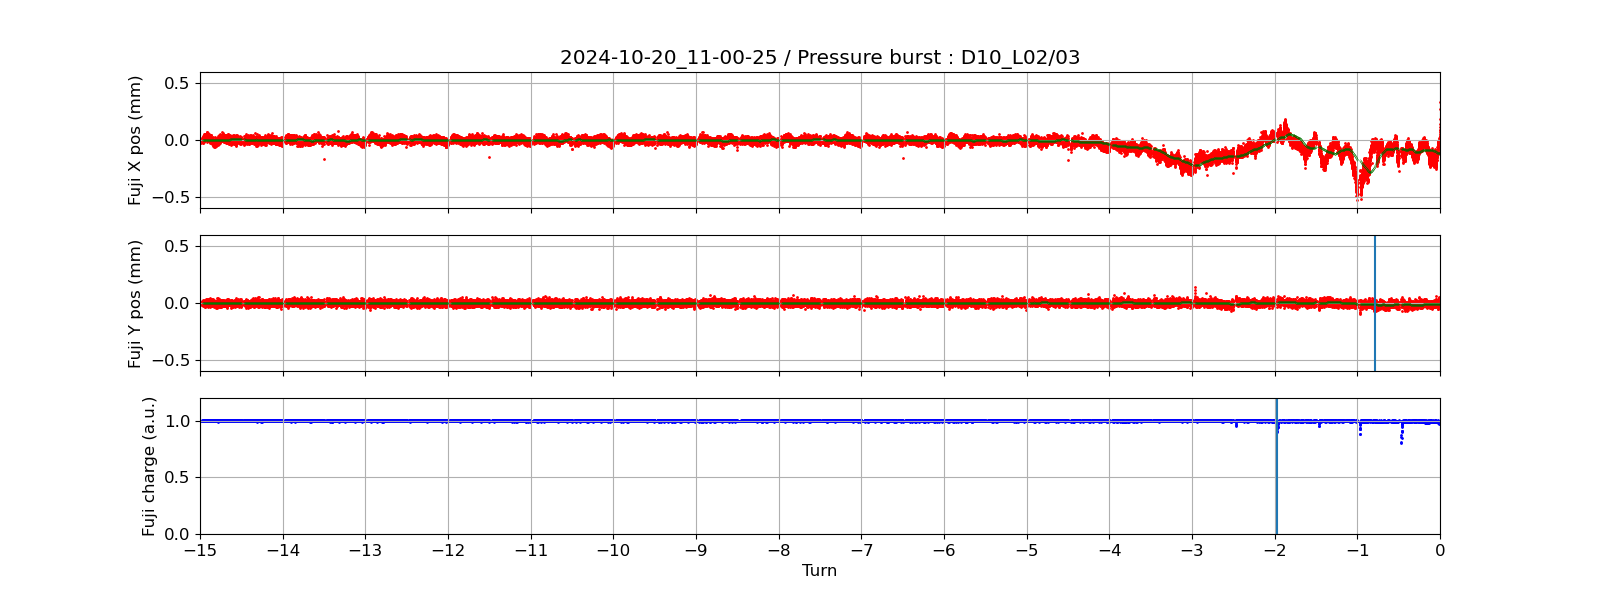 2024-10-20_11-00-25 / Pressure burst : D10_L02/03
Fuji X pos (mm)
0.5
0.0
−0.5
Fuji Y pos (mm)
0.5
0.0
−0.5
Fuji charge (a.u.)
1.0
0.5
0.0
−15 −14 −13 −12 −11 −10 −9 −8 −7 −6 −5 −4 −3 −2 −1 0
Turn